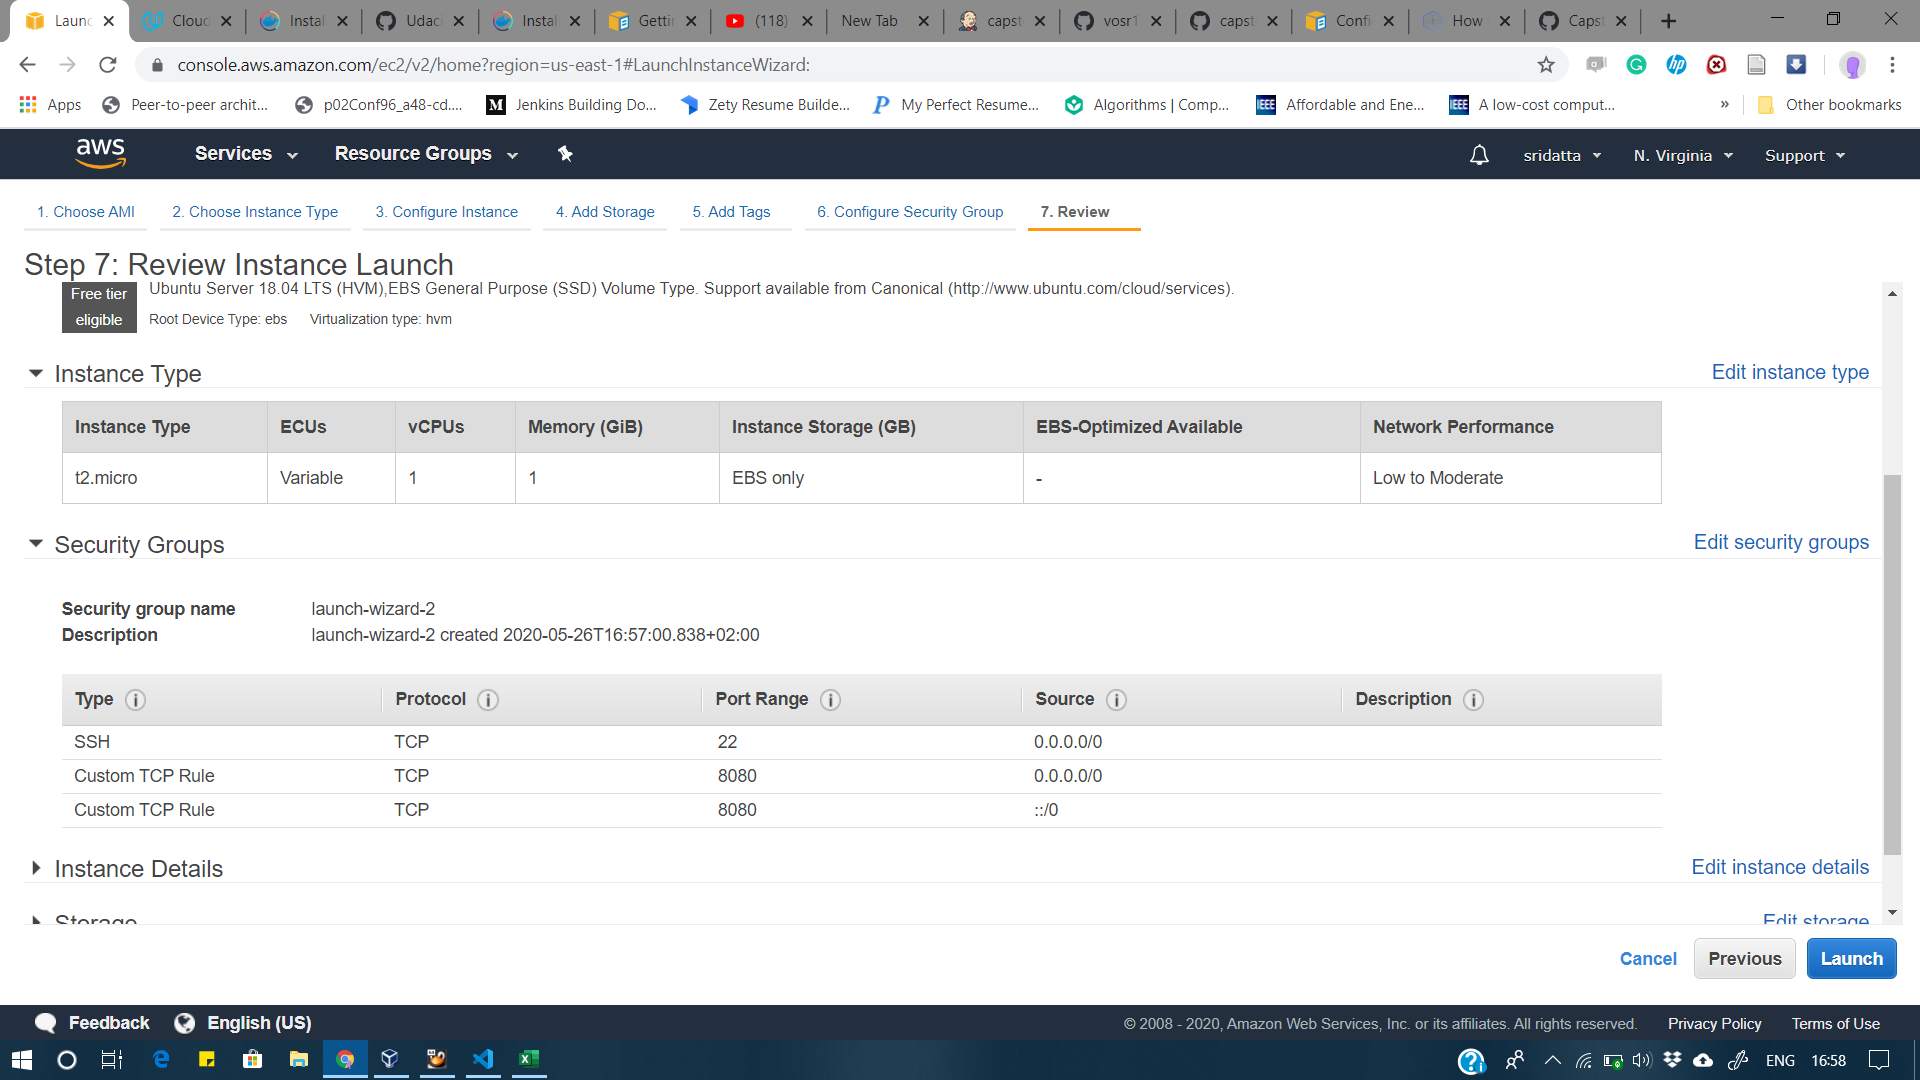 Launc
Cloud
Instal
Udaci
Instal
Gettin
(118)
New Tab
capst
vosr1
capst
Confi
How
Capst
console.aws.amazon.com/ec2/v2/home?region=us-east-1#LaunchInstanceWizard:
Apps Peer-to-peer archit... p02Conf96_a48-cd.... Jenkins Building Do... Zety Resume Builde... My Perfect Resume... Algorithms | Comp... IEEE Affordable and Ene... IEEE A low-cost comput... » Other bookmarks
aws Services Resource Groups sridatta N. Virginia Support
1. Choose AMI 2. Choose Instance Type 3. Configure Instance 4. Add Storage 5. Add Tags 6. Configure Security Group 7. Review
Step 7: Review Instance Launch
Free tier eligible
Ubuntu Server 18.04 LTS (HVM),EBS General Purpose (SSD) Volume Type. Support available from Canonical (http://www.ubuntu.com/cloud/services).
Root Device Type: ebs Virtualization type: hvm
Instance Type Edit instance type
Instance Type ECUs vCPUs Memory (GiB) Instance Storage (GB) EBS-Optimized Available Network Performance
t2.micro Variable 1 1 EBS only - Low to Moderate
Security Groups Edit security groups
Security group name launch-wizard-2
Description launch-wizard-2 created 2020-05-26T16:57:00.838+02:00
Type i Protocol i Port Range i Source i Description i
SSH TCP 22 0.0.0.0/0
Custom TCP Rule TCP 8080 0.0.0.0/0
Custom TCP Rule TCP 8080 ::/0
Instance Details Edit instance details
Storage Edit storage
Cancel Previous Launch
Feedback English (US) © 2008 - 2020, Amazon Web Services, Inc. or its affiliates. All rights reserved. Privacy Policy Terms of Use
ENG 16:58